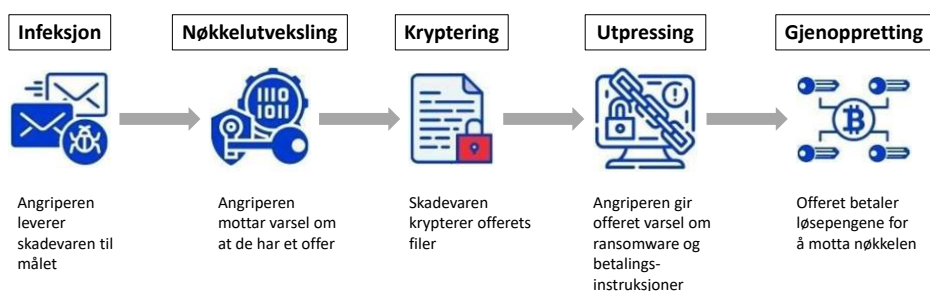 Infeksjon
Nøkkelutveksling
Kryptering
Utpressing
Gjenoppretting
1110
1011
Angriperen
leverer
skadevaren til
målet
Angriperen
mottar varsel om
at de har et offer
Skadevaren
krypterer offerets
filer
Angriperen gir
offeret varsel om
ransomware og
betalings-
instruksjoner
Offeret betaler
løsepengene for
å motta nøkkelen